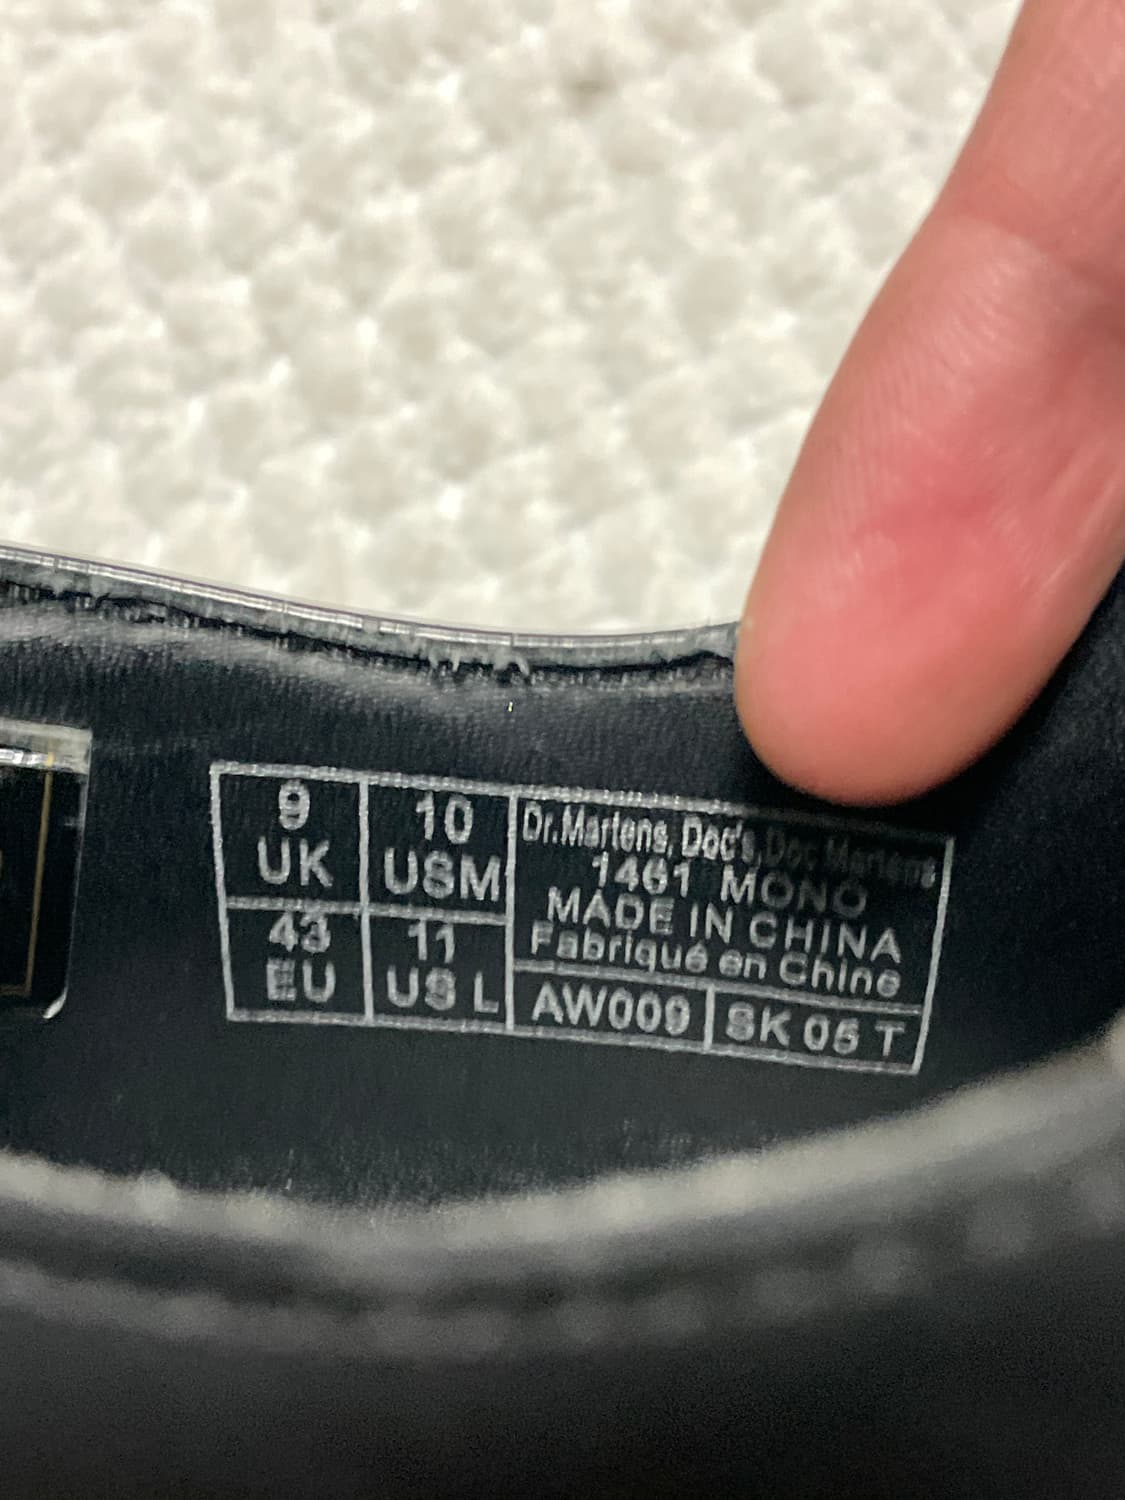 9
UK
10
USM
43
EU
11
US L
Dr.Martens, Doc's, Doc Martens
1461 MONO
MADE IN CHINA
Fabriqué en Chine
AW009
SK 05 T